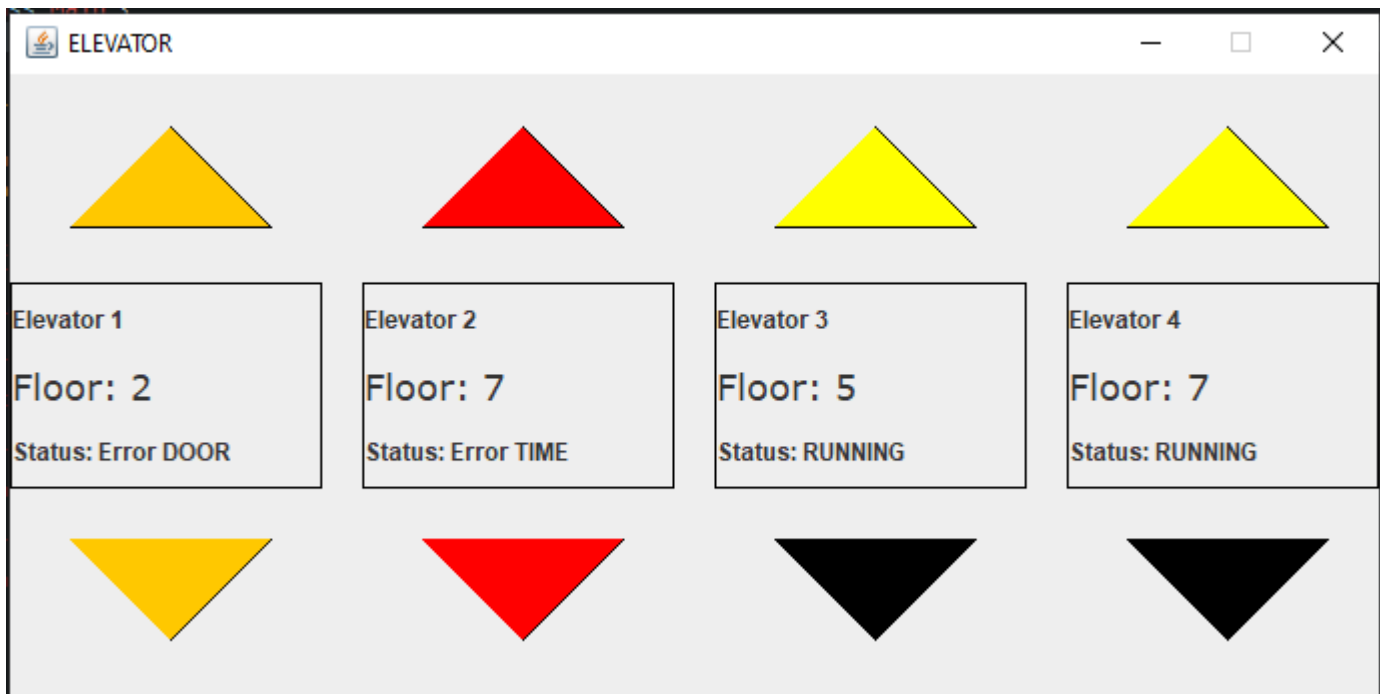 ELEVATOR
Elevator 1
Floor: 2
Status: Error DOOR
Elevator 2
Floor: 7
Status: Error TIME
Elevator 3
Floor: 5
Status: RUNNING
Elevator 4
Floor: 7
Status: RUNNING